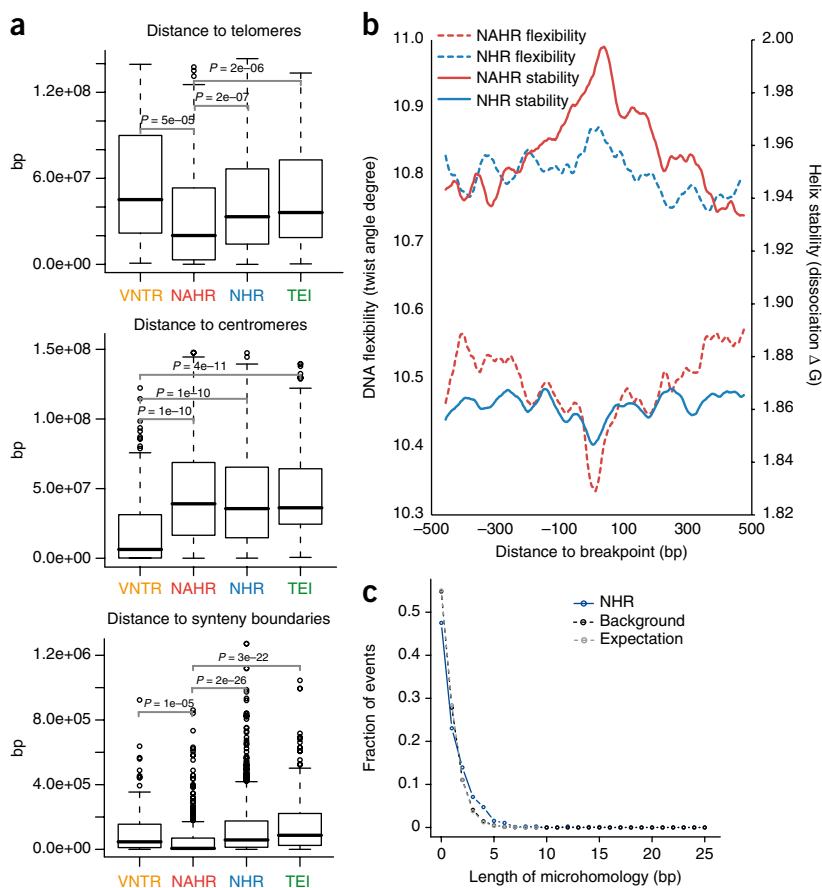 a
Distance to telomeres
P = 2e–06
P = 2e–07
P = 5e–05
1.2e+08
6.0e+07
0.0e+00
bp
VNTR NAHR NHR TEI
Distance to centromeres
1.5e+08
1.0e+08
5.0e+07
0.0e+00
bp
P = 4e–11
P = 1e–10
P = 1e–10
VNTR NAHR NHR TEI
Distance to synteny boundaries
1.2e+06
8.0e+05
4.0e+05
0.0e+00
bp
P = 3e–22
P = 2e–26
P = 1e–05
VNTR NAHR NHR TEI
b
NAHR flexibility
NHR flexibility
NAHR stability
NHR stability
11.0
10.9
10.8
10.7
10.6
10.5
10.4
10.3
DNA flexibility (twist angle degree)
2.00
1.98
1.96
1.94
1.92
1.90
1.88
1.86
1.84
1.82
Helix stability (dissociation Δ G)
–500 –300 –100 100 300 500
Distance to breakpoint (bp)
c
NHR
Background
Expectation
0.5
0.4
0.3
0.2
0.1
0
Fraction of events
0 5 10 15 20 25
Length of microhomology (bp)